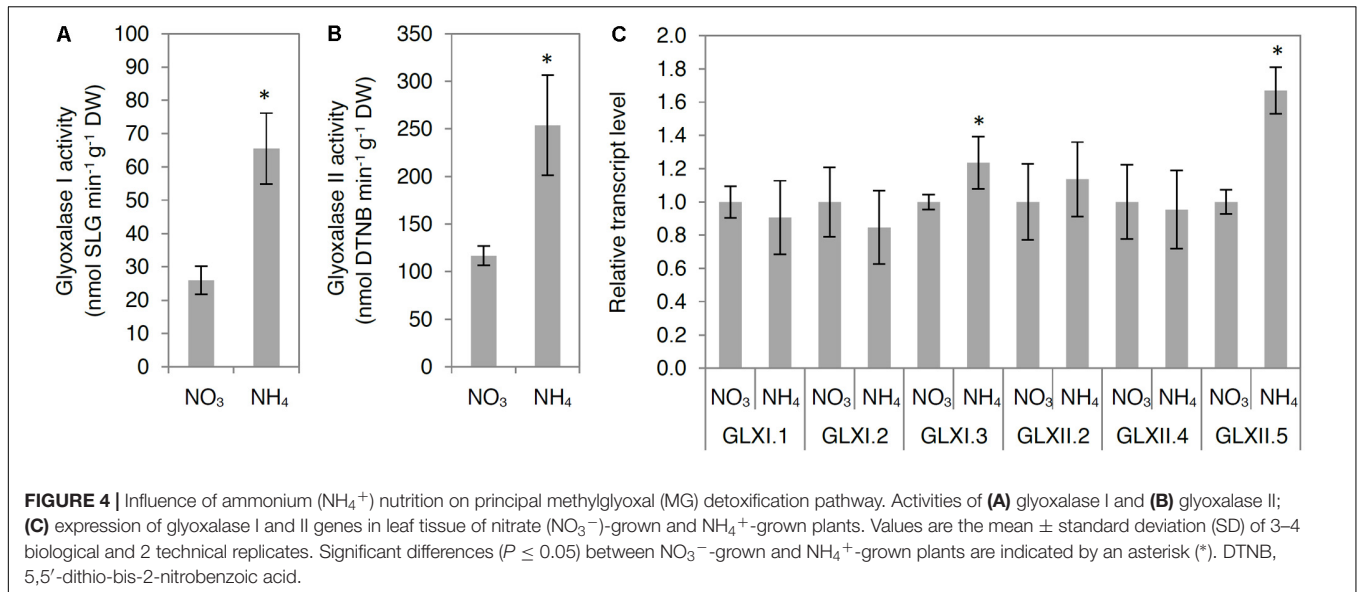 A
Glyoxalase I activity
(nmol SLG min⁻¹ g⁻¹ DW)
100
90
80
70
60
50
40
30
20
10
0
*
NO₃
NH₄
B
Glyoxalase II activity
(nmol DTNB min⁻¹ g⁻¹ DW)
350
300
250
200
150
100
50
0
*
NO₃
NH₄
C
Relative transcript level
2.0
1.8
1.6
1.4
1.2
1.0
0.8
0.6
0.4
0.2
0.0
*
*
NO₃ NH₄ NO₃ NH₄ NO₃ NH₄ NO₃ NH₄ NO₃ NH₄ NO₃ NH₄
GLXI.1 GLXI.2 GLXI.3 GLXII.2 GLXII.4 GLXII.5
FIGURE 4 | Influence of ammonium (NH₄⁺) nutrition on principal methylglyoxal (MG) detoxification pathway. Activities of (A) glyoxalase I and (B) glyoxalase II;
(C) expression of glyoxalase I and II genes in leaf tissue of nitrate (NO₃⁻)-grown and NH₄⁺-grown plants. Values are the mean ± standard deviation (SD) of 3–4
biological and 2 technical replicates. Significant differences (P ≤ 0.05) between NO₃⁻-grown and NH₄⁺-grown plants are indicated by an asterisk (*). DTNB,
5,5′-dithio-bis-2-nitrobenzoic acid.